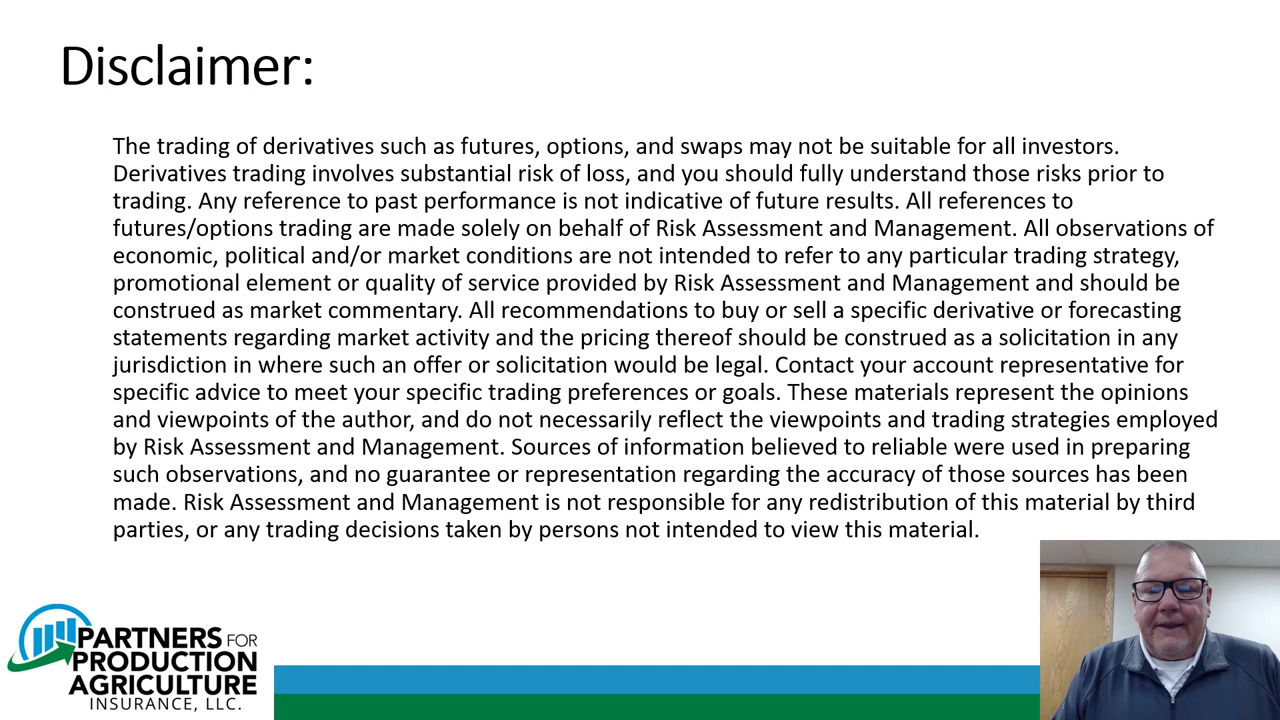 Disclaimer:
The trading of derivatives such as futures, options, and swaps may not be suitable for all investors.
Derivatives trading involves substantial risk of loss, and you should fully understand those risks prior to
trading. Any reference to past performance is not indicative of future results. All references to
futures/options trading are made solely on behalf of Risk Assessment and Management. All observations of
economic, political and/or market conditions are not intended to refer to any particular trading strategy,
promotional element or quality of service provided by Risk Assessment and Management and should be
construed as market commentary. All recommendations to buy or sell a specific derivative or forecasting
statements regarding market activity and the pricing thereof should be construed as a solicitation in any
jurisdiction in where such an offer or solicitation would be legal. Contact your account representative for
specific advice to meet your specific trading preferences or goals. These materials represent the opinions
and viewpoints of the author, and do not necessarily reflect the viewpoints and trading strategies employed
by Risk Assessment and Management. Sources of information believed to reliable were used in preparing
such observations, and no guarantee or representation regarding the accuracy of those sources has been
made. Risk Assessment and Management is not responsible for any redistribution of this material by third
parties, or any trading decisions taken by persons not intended to view this material.
PARTNERS FOR
PRODUCTION
AGRICULTURE
INSURANCE, LLC.